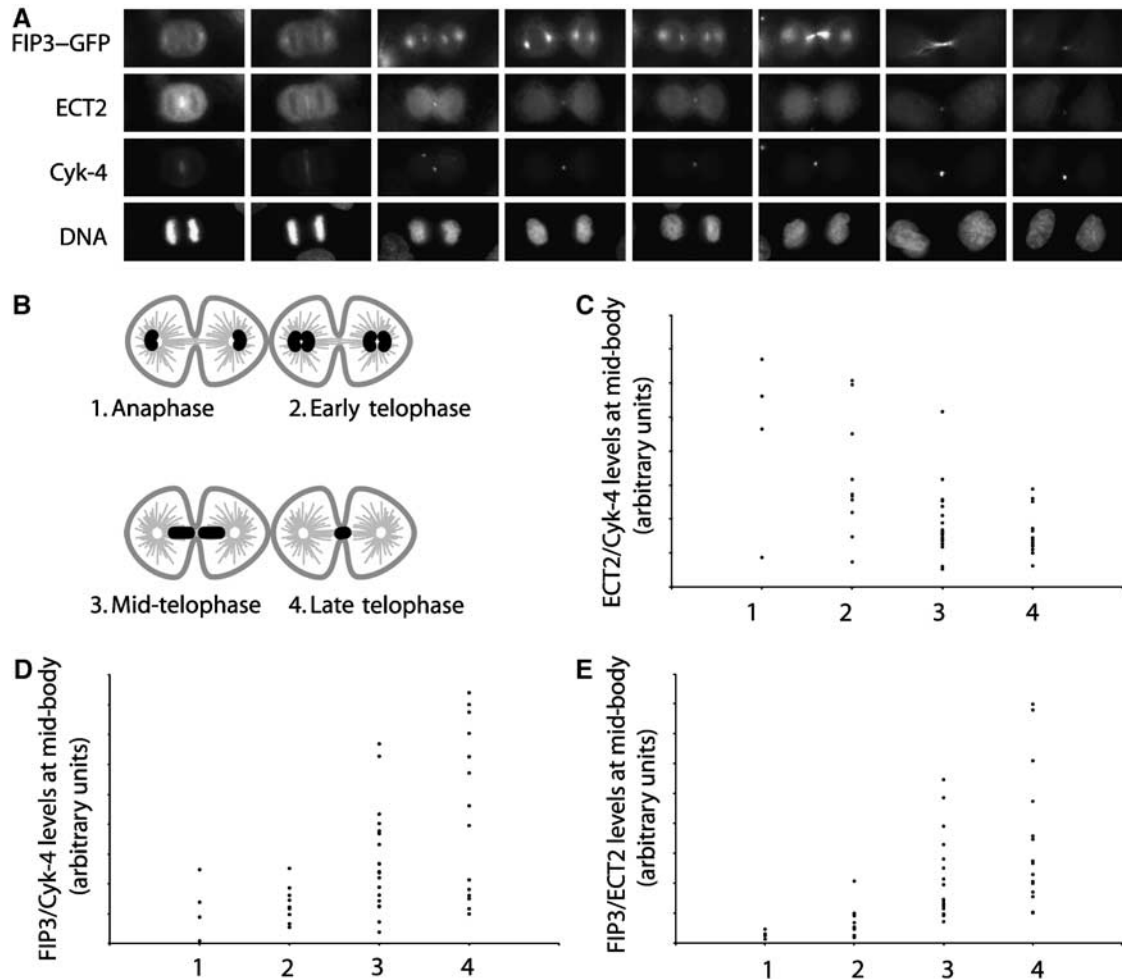 A
FIP3–GFP
ECT2
Cyk-4
DNA
B
1. Anaphase
2. Early telophase
3. Mid-telophase
4. Late telophase
C
ECT2/Cyk-4 levels at mid-body
(arbitrary units)
1 2 3 4
D
FIP3/Cyk-4 levels at mid-body
(arbitrary units)
1 2 3 4
E
FIP3/ECT2 levels at mid-body
(arbitrary units)
1 2 3 4